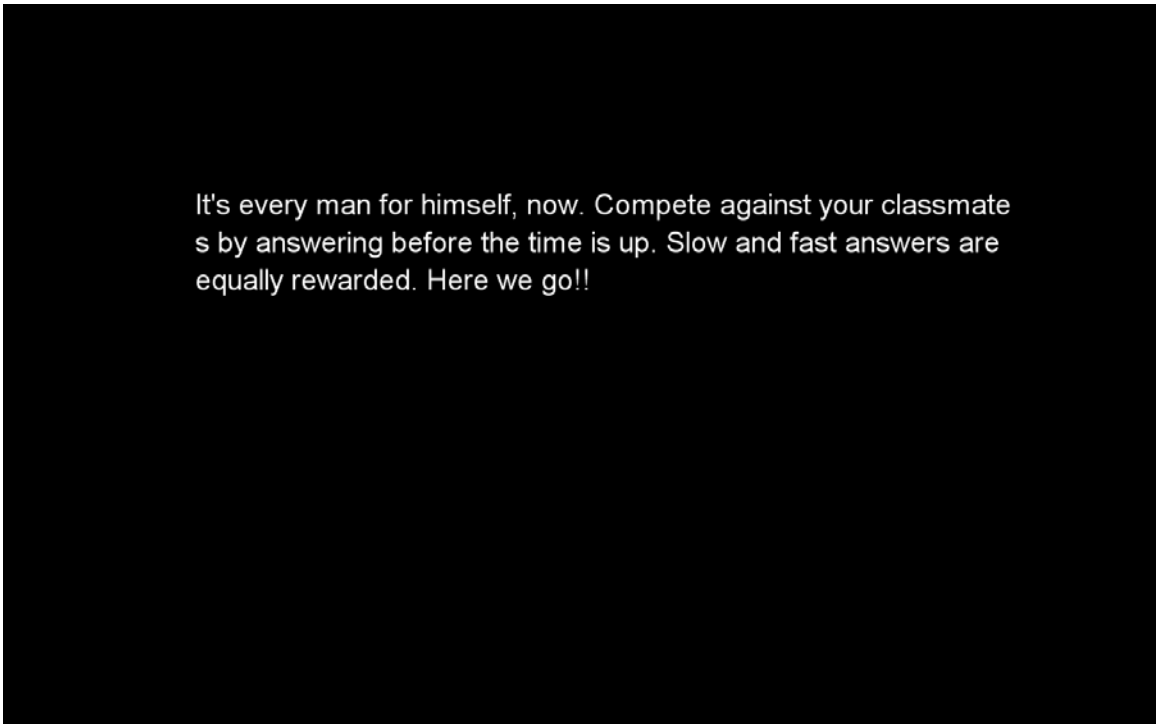 It's every man for himself, now. Compete against your classmate
s by answering before the time is up. Slow and fast answers are
equally rewarded. Here we go!!